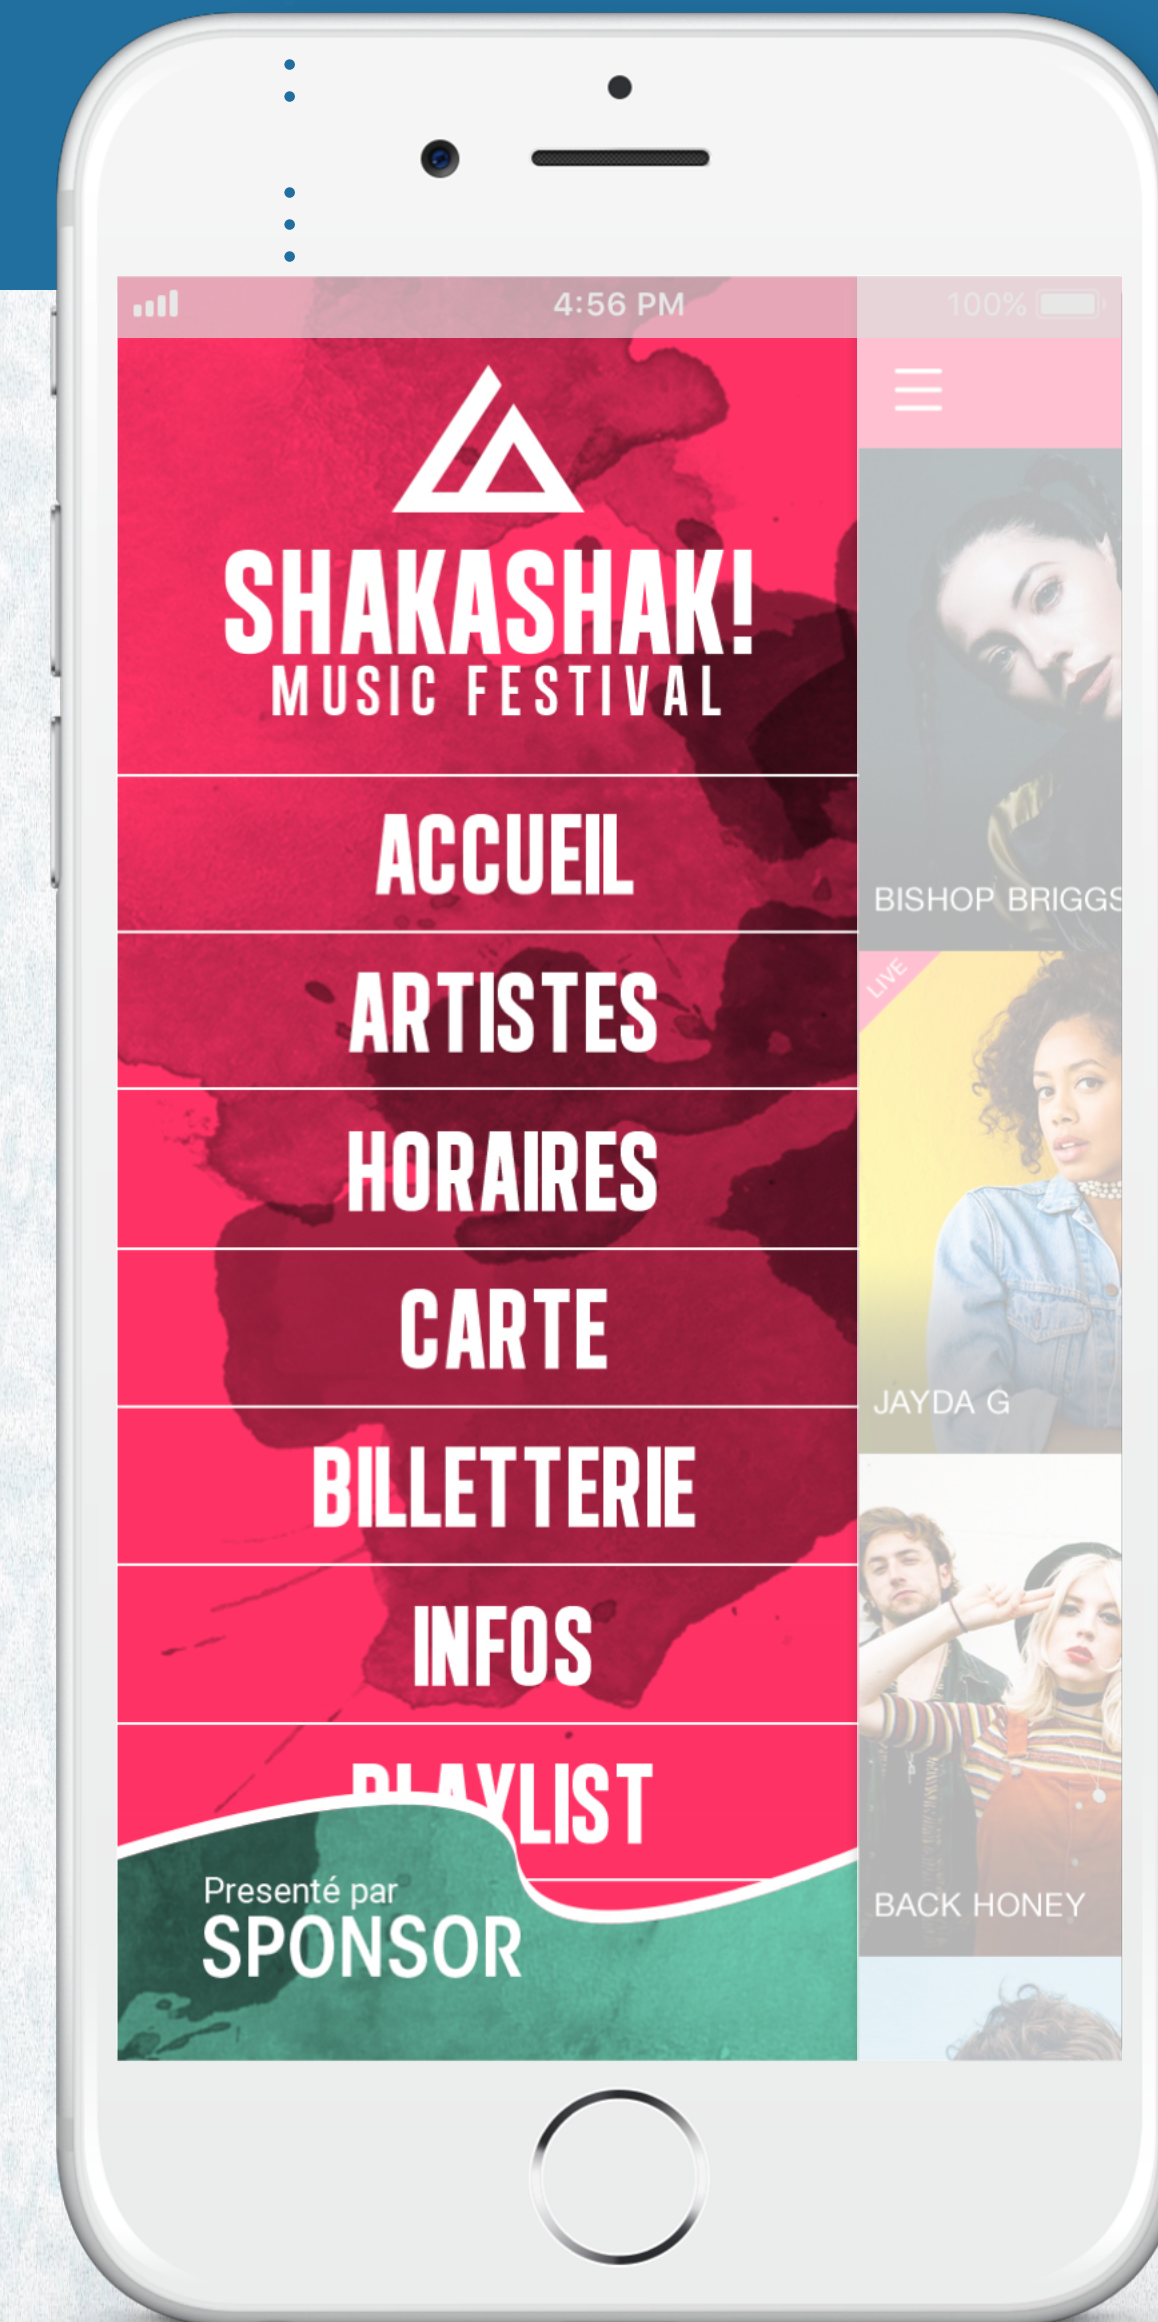 4:56 PM
100%
SHAKASHAK!
MUSIC FESTIVAL
ACCUEIL
ARTISTES
HORAIRES
CARTE
BILLETTERIE
INFOS
PLAYLIST
Presenté par
SPONSOR
BISHOP BRIGGS
LIVE
JAYDA G
BACK HONEY